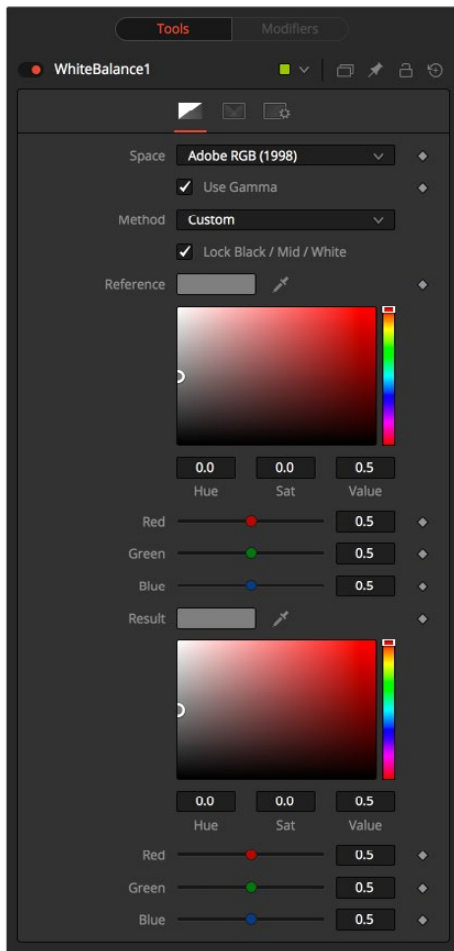 Tools Modifiers
WhiteBalance1
Space Adobe RGB (1998)
Use Gamma
Method Custom
Lock Black / Mid / White
Reference
0.0 0.0 0.5
Hue Sat Value
Red 0.5
Green 0.5
Blue 0.5
Result
0.0 0.0 0.5
Hue Sat Value
Red 0.5
Green 0.5
Blue 0.5